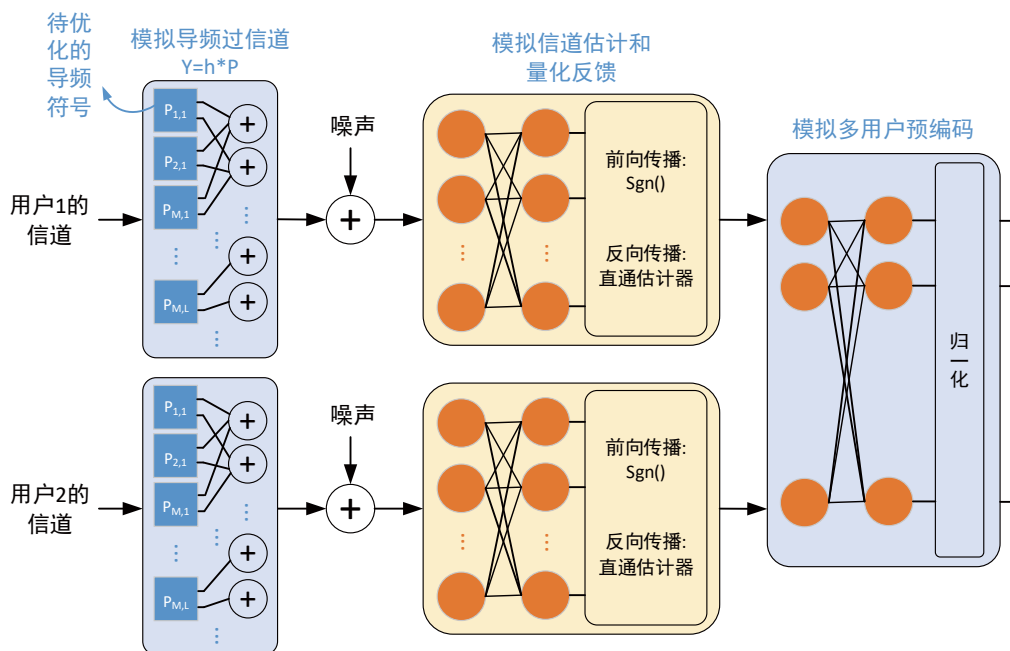 待优
化的
导频
符号
模拟导频过信道
Y=h*P
模拟信道估计和
量化反馈
模拟多用户预编码
用户1的
信道
P1,1
P2,1
PM,1
PM,L
+
+
+
+
噪声
+
前向传播:
Sgn()
反向传播:
直通估计器
归一化
用户2的
信道
P1,1
P2,1
PM,1
PM,L
+
+
+
+
噪声
+
前向传播:
Sgn()
反向传播:
直通估计器